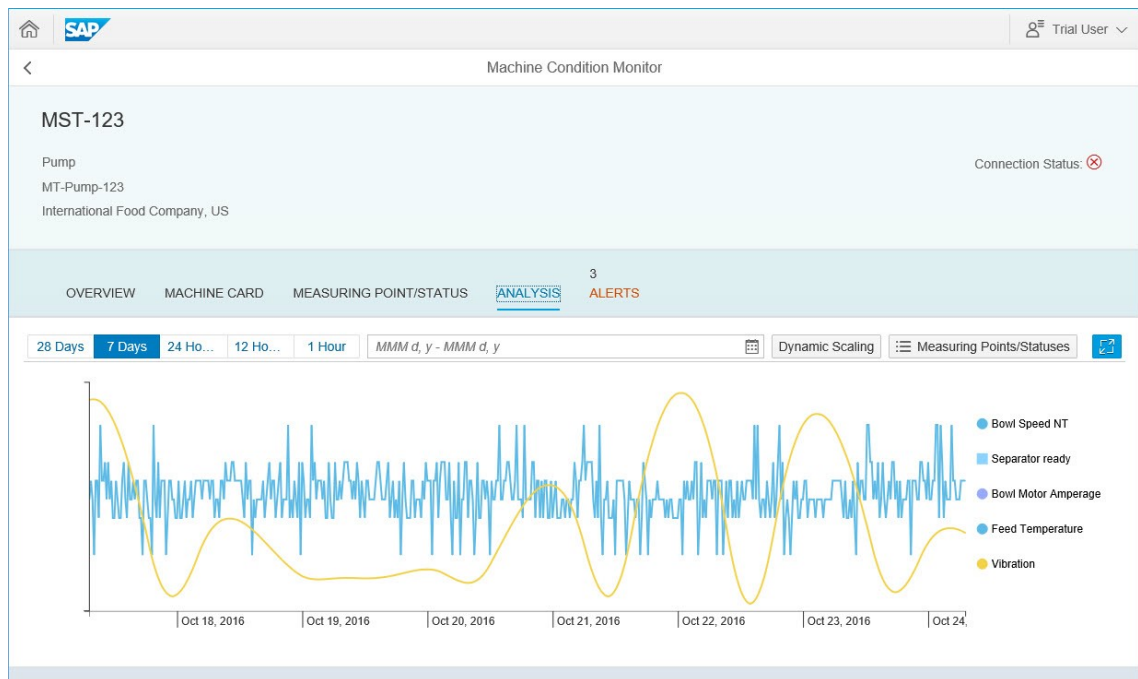 SAP
Trial User
Machine Condition Monitor
MST-123
Pump
Connection Status:
MT-Pump-123
International Food Company, US
3
OVERVIEW MACHINE CARD MEASURING POINT/STATUS ANALYSIS ALERTS
28 Days 7 Days 24 Ho... 12 Ho... 1 Hour MMM d, y - MMM d, y Dynamic Scaling Measuring Points/Statuses
Bowl Speed NT
Separator ready
Bowl Motor Amperage
Feed Temperature
Vibration
Oct 18, 2016 Oct 19, 2016 Oct 20, 2016 Oct 21, 2016 Oct 22, 2016 Oct 23, 2016 Oct 24,